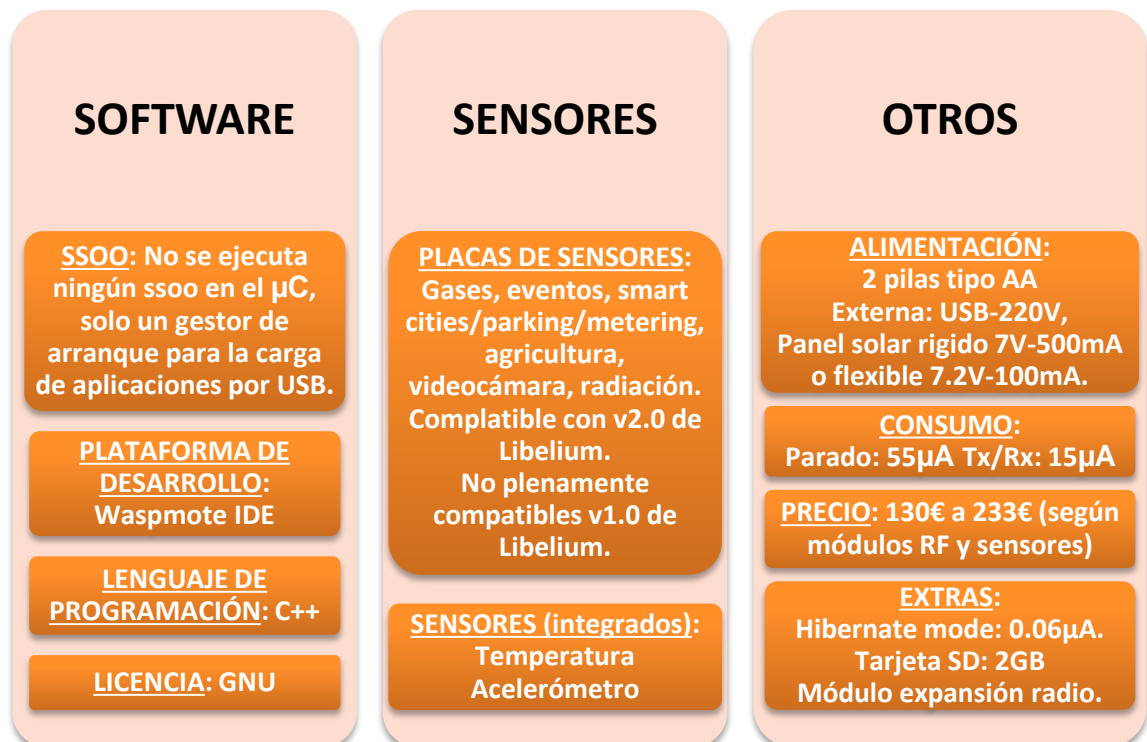 SOFTWARE
SSOO: No se ejecuta
ningún ssoo en el µC,
solo un gestor de
arranque para la carga
de aplicaciones por USB.
PLATAFORMA DE
DESARROLLO:
Waspmote IDE
LENGUAJE DE
PROGRAMACIÓN: C++
LICENCIA: GNU
SENSORES
PLACAS DE SENSORES:
Gases, eventos, smart
cities/parking/metering,
agricultura,
videocámara, radiación.
Complatible con v2.0 de
Libelium.
No plenamente
compatibles v1.0 de
Libelium.
SENSORES (integrados):
Temperatura
Acelerómetro
OTROS
ALIMENTACIÓN:
2 pilas tipo AA
Externa: USB-220V,
Panel solar rigido 7V-500mA
o flexible 7.2V-100mA.
CONSUMO:
Parado: 55µA Tx/Rx: 15µA
PRECIO: 130€ a 233€ (según
módulos RF y sensores)
EXTRAS:
Hibernate mode: 0.06µA.
Tarjeta SD: 2GB
Módulo expansión radio.